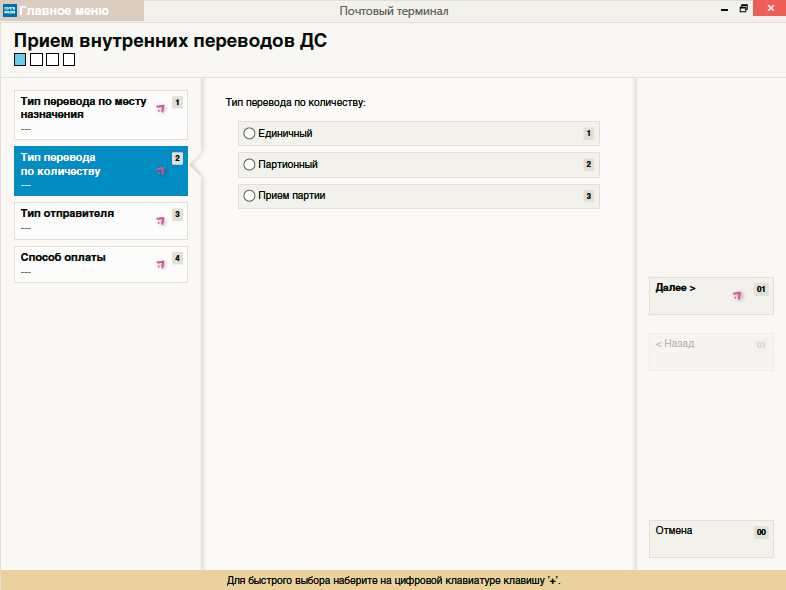 Главное меню
Почтовый терминал
Прием внутренних переводов ДС
Тип перевода по месту
назначения
1
---
Тип перевода
по количеству
2
---
Тип отправителя
3
---
Способ оплаты
4
---
Тип перевода по количеству:
Единичный 1
Партионный 2
Прием партии 3
Далее > 01
< Назад
Отмена 00
Для быстрого выбора наберите на цифровой клавиатуре клавишу '+'.